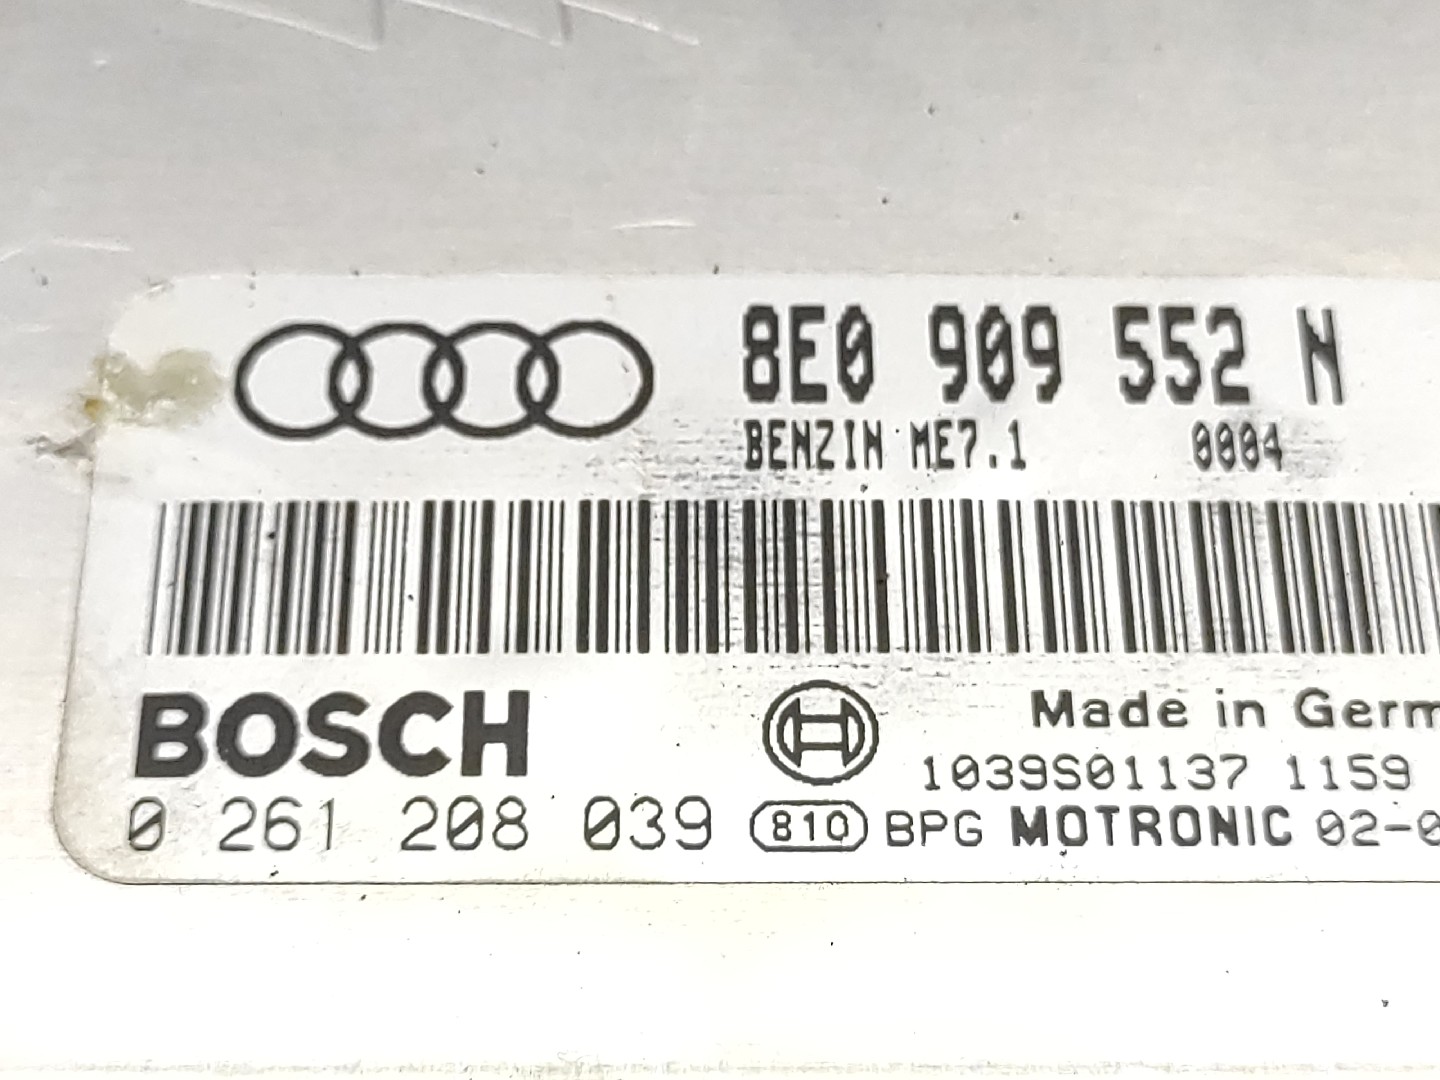 8E0 909 552 N
BENZIN ME7.1 0004
BOSCH
Made in Germ
1039S01137 1159
0 261 208 039 810 BPG MOTRONIC 02-0